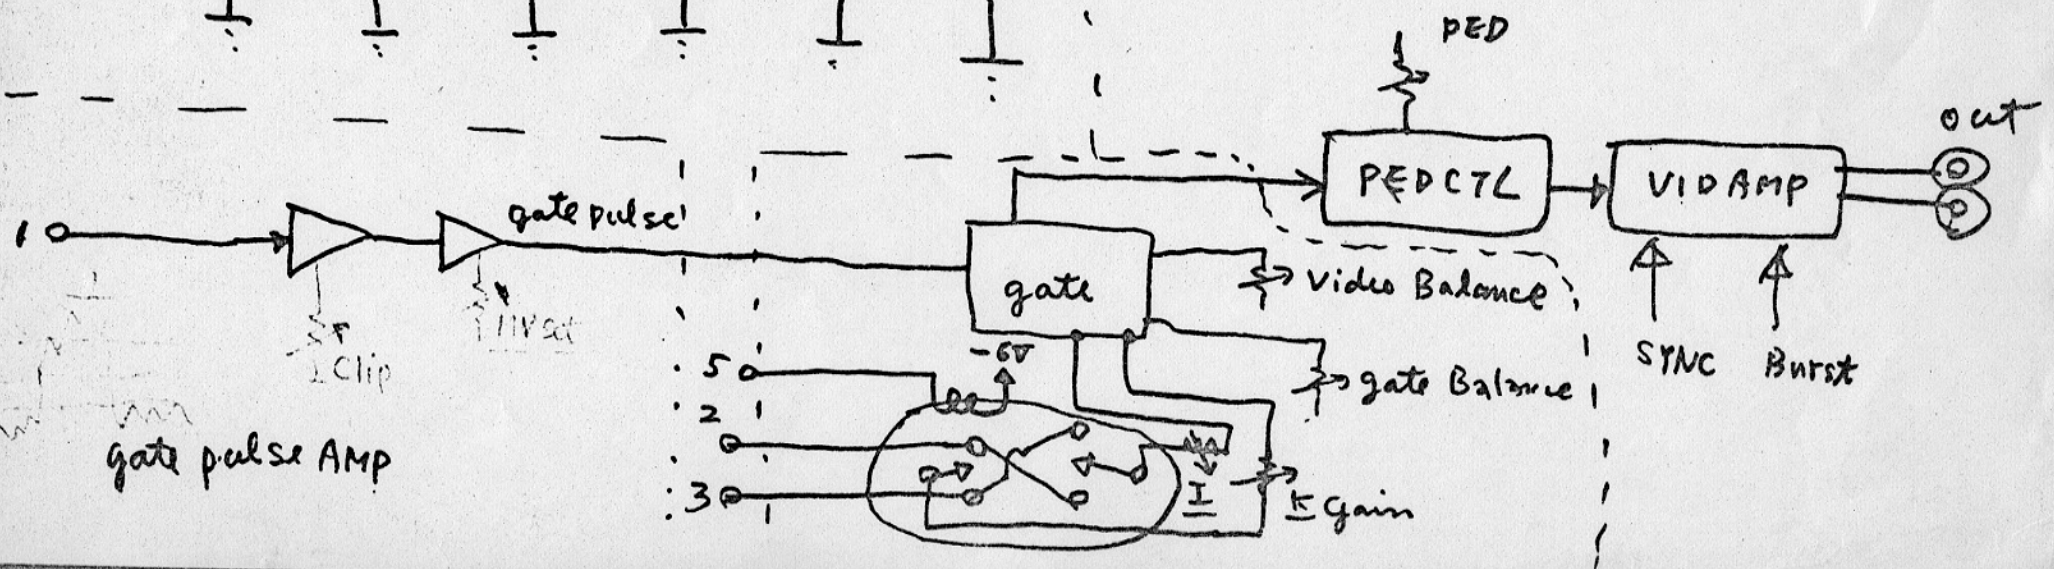 PED
out
PEDCTL
VIDAMP
1
gate pulse
gate
Video Balance
Clip
-6V
5
gate Balance
SYNC
Burst
2
gate pulse AMP
3
I
K Gain